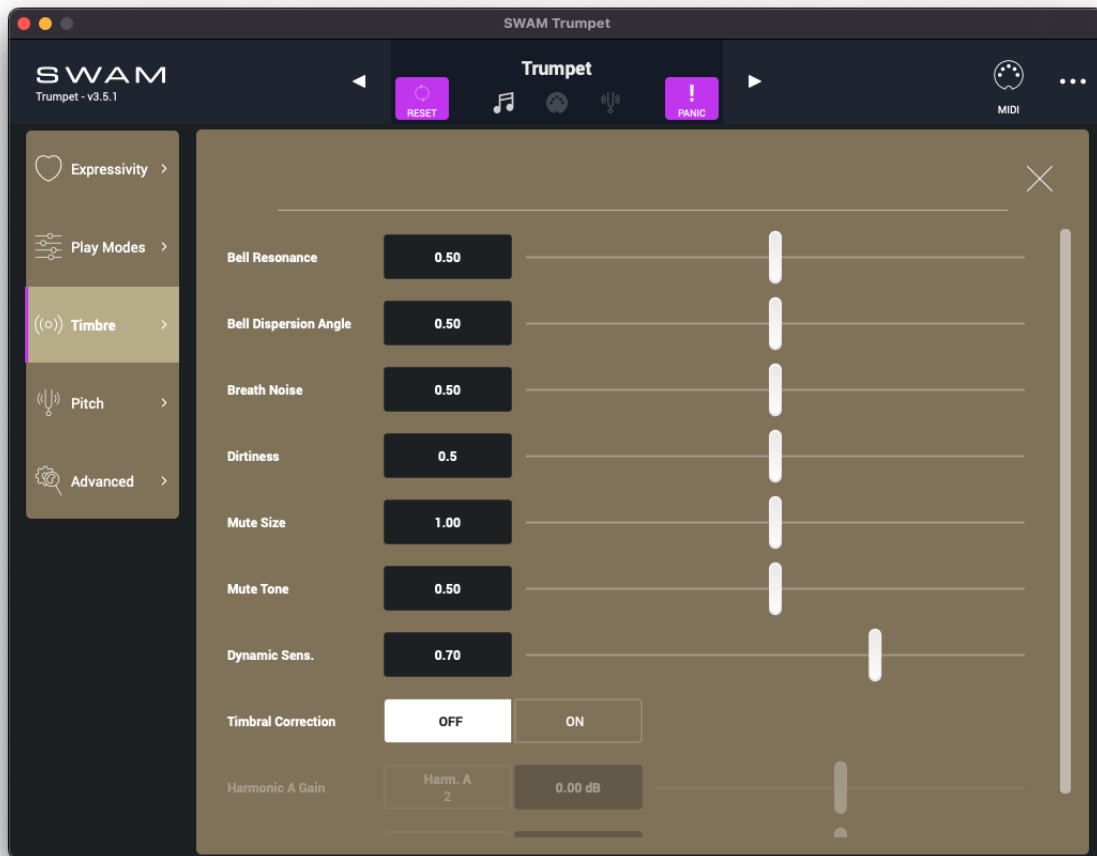 SWAM Trumpet
SWAM
Trumpet - v3.5.1
Trumpet
RESET
!
PANIC
MIDI
Expressivity
Play Modes
Timbre
Pitch
Advanced
Bell Resonance 0.50
Bell Dispersion Angle 0.50
Breath Noise 0.50
Dirtiness 0.5
Mute Size 1.00
Mute Tone 0.50
Dynamic Sens. 0.70
Timbral Correction OFF ON
Harmonic A Gain Harm. A 0.00 dB
2